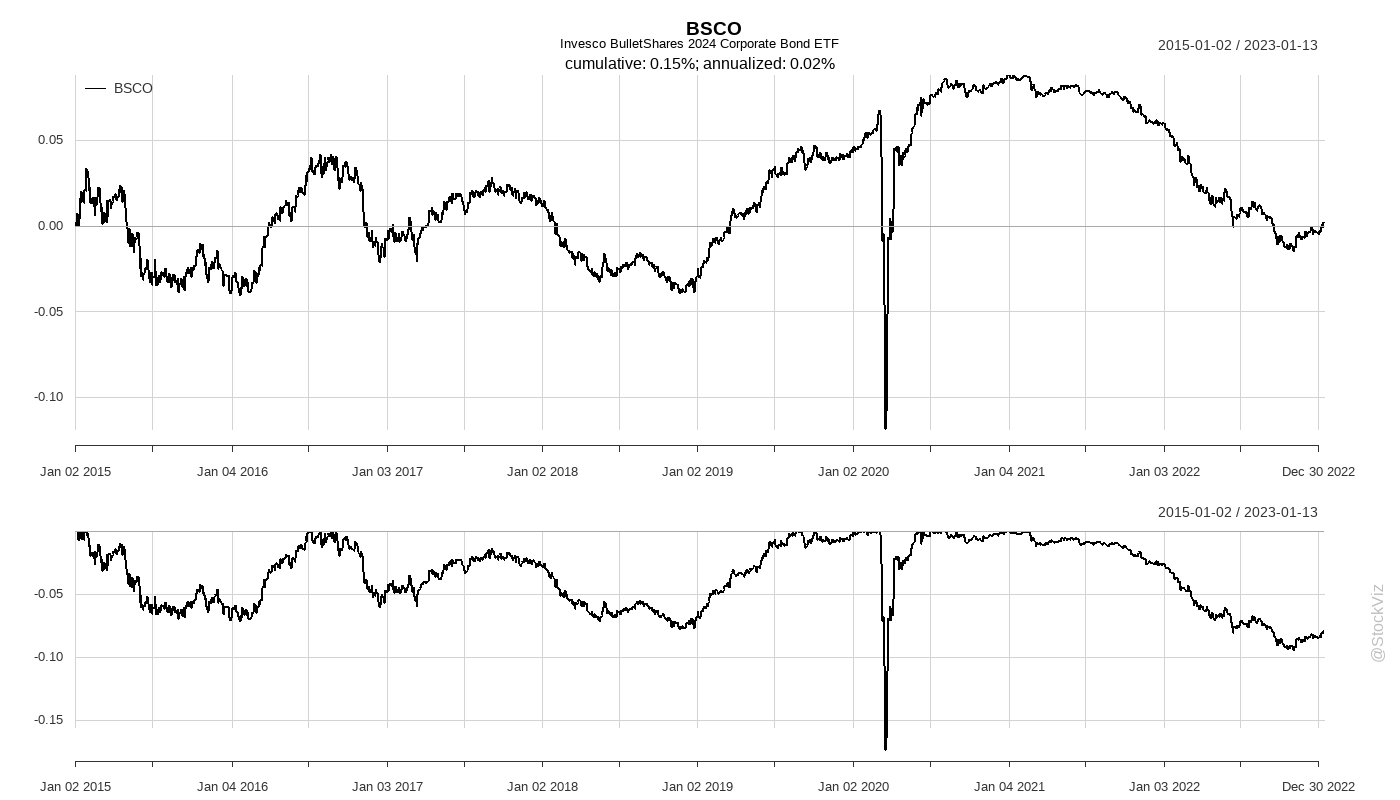 BSCO
Invesco BulletShares 2024 Corporate Bond ETF
cumulative: 0.15%; annualized: 0.02%
2015-01-02 / 2023-01-13
BSCO
0.05
0.00
-0.05
-0.10
Jan 02 2015 Jan 04 2016 Jan 03 2017 Jan 02 2018 Jan 02 2019 Jan 02 2020 Jan 04 2021 Jan 03 2022 Dec 30 2022
2015-01-02 / 2023-01-13
-0.05
-0.10
-0.15
Jan 02 2015 Jan 04 2016 Jan 03 2017 Jan 02 2018 Jan 02 2019 Jan 02 2020 Jan 04 2021 Jan 03 2022 Dec 30 2022
@StockViz